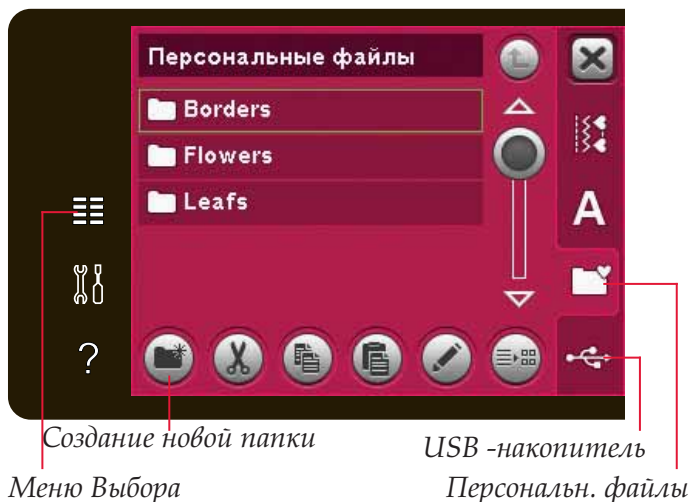 Персональные файлы
Borders
Flowers
Leafs
A
?
Создание новой папки
USB -накопитель
Меню Выбора
Персональн. файлы